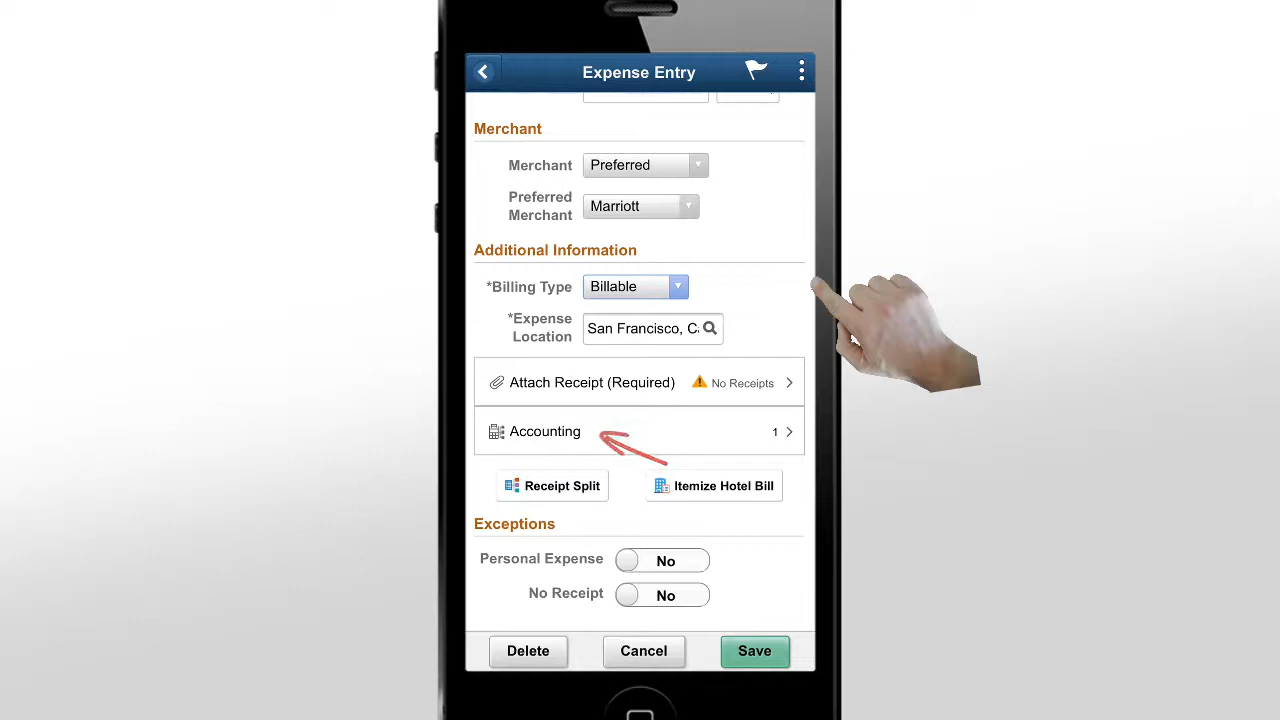 Expense Entry
Merchant
Merchant Preferred
Preferred Merchant Marriott
Additional Information
*Billing Type Billable
*Expense Location San Francisco, C
Attach Receipt (Required) No Receipts
Accounting 1
Receipt Split Itemize Hotel Bill
Exceptions
Personal Expense No
No Receipt No
Delete Cancel Save